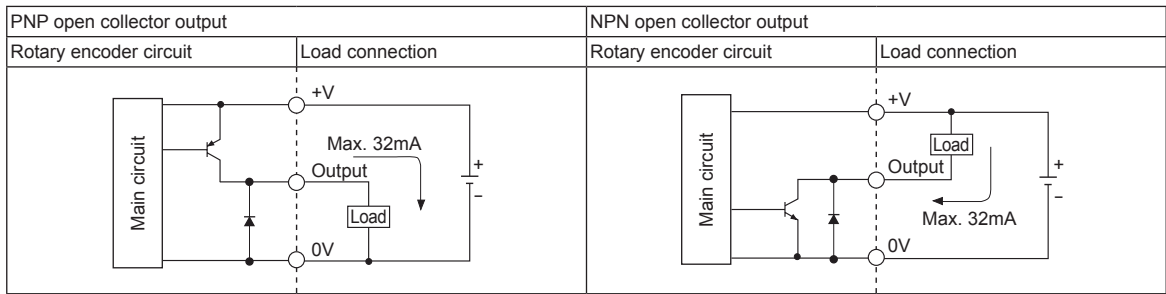 PNP open collector output
NPN open collector output
Rotary encoder circuit
Load connection
Rotary encoder circuit
Load connection
Main circuit
+V
Max. 32mA
Output
Load
0V
+
−
Main circuit
+V
Load
Output
Max. 32mA
0V
+
−